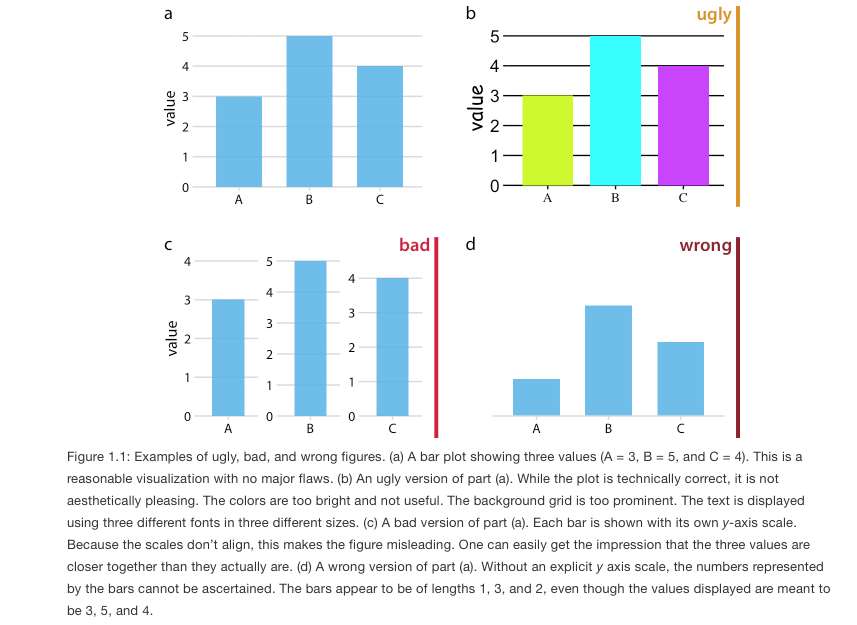 a
5
4
3
2
1
0
value
A B C
b
ugly
5
4
3
2
1
0
value
A B C
c
bad
4
3
2
1
0
value
A
5
4
3
2
1
0
B
4
3
2
1
0
C
d
wrong
A B C
Figure 1.1: Examples of ugly, bad, and wrong figures. (a) A bar plot showing three values (A = 3, B = 5, and C = 4). This is a
reasonable visualization with no major flaws. (b) An ugly version of part (a). While the plot is technically correct, it is not
aesthetically pleasing. The colors are too bright and not useful. The background grid is too prominent. The text is displayed
using three different fonts in three different sizes. (c) A bad version of part (a). Each bar is shown with its own y-axis scale.
Because the scales don’t align, this makes the figure misleading. One can easily get the impression that the three values are
closer together than they actually are. (d) A wrong version of part (a). Without an explicit y axis scale, the numbers represented
by the bars cannot be ascertained. The bars appear to be of lengths 1, 3, and 2, even though the values displayed are meant to
be 3, 5, and 4.